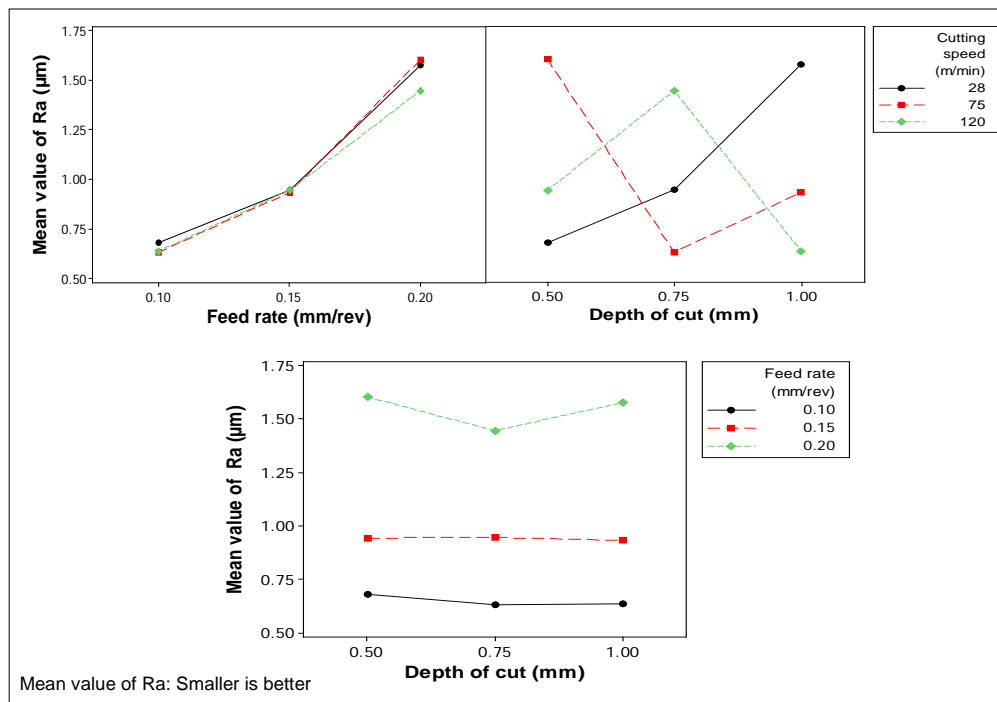 Mean value of Ra (µm)
1.75
1.50
1.25
1.00
0.75
0.50
0.10
0.15
0.20
Feed rate (mm/rev)
0.50
0.75
1.00
Depth of cut (mm)
Cutting
speed
(m/min)
28
75
120
Mean value of Ra (µm)
1.75
1.50
1.25
1.00
0.75
0.50
0.50
0.75
1.00
Depth of cut (mm)
Feed rate
(mm/rev)
0.10
0.15
0.20
Mean value of Ra: Smaller is better